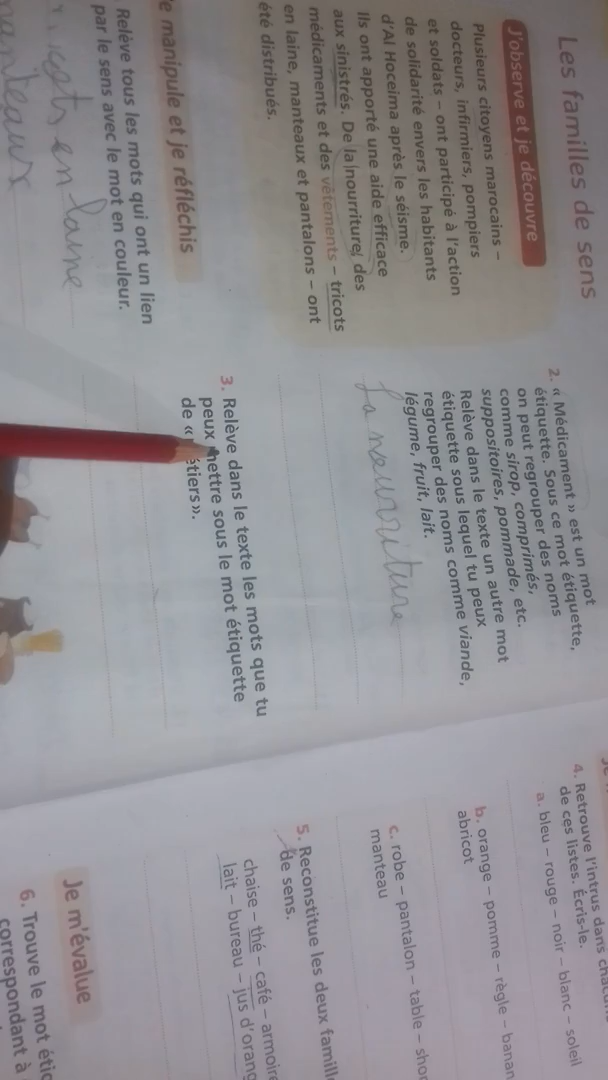 Les familles de sens
J'observe et je découvre
Plusieurs citoyens marocains –
docteurs, infirmiers, pompiers
et soldats – ont participé à l'action
de solidarité envers les habitants
d'Al Hoceima après le séisme.
Ils ont apporté une aide efficace
aux sinistrés. De la nourriture, des
médicaments et des vêtements – tricots
en laine, manteaux et pantalons – ont
été distribués.
e manipule et je réfléchis
Relève tous les mots qui ont un lien
par le sens avec le mot en couleur.
tricots en laine
manteaux
2. « Médicament » est un mot
étiquette. Sous ce mot étiquette,
on peut regrouper des noms
comme sirop, comprimés,
suppositoires, pommade, etc.
Relève dans le texte un autre mot
étiquette sous lequel tu peux
regrouper des noms comme viande,
légume, fruit, lait.
La nourriture
3. Relève dans le texte les mots que tu
peux mettre sous le mot étiquette
de « étiers».
4. Retrouve l'intrus dans
de ces listes. Écris-le.
a. bleu – rouge – noir – blanc – soleil
b. orange – pomme – règle – banan
abricot
c. robe – pantalon – table –
manteau
5. Reconstitue les deux famill
de sens.
chaise – thé – café – armoire
lait – bureau – jus d'orang
Je m'évalue
6. Trouve le mot étiq
correspondant à